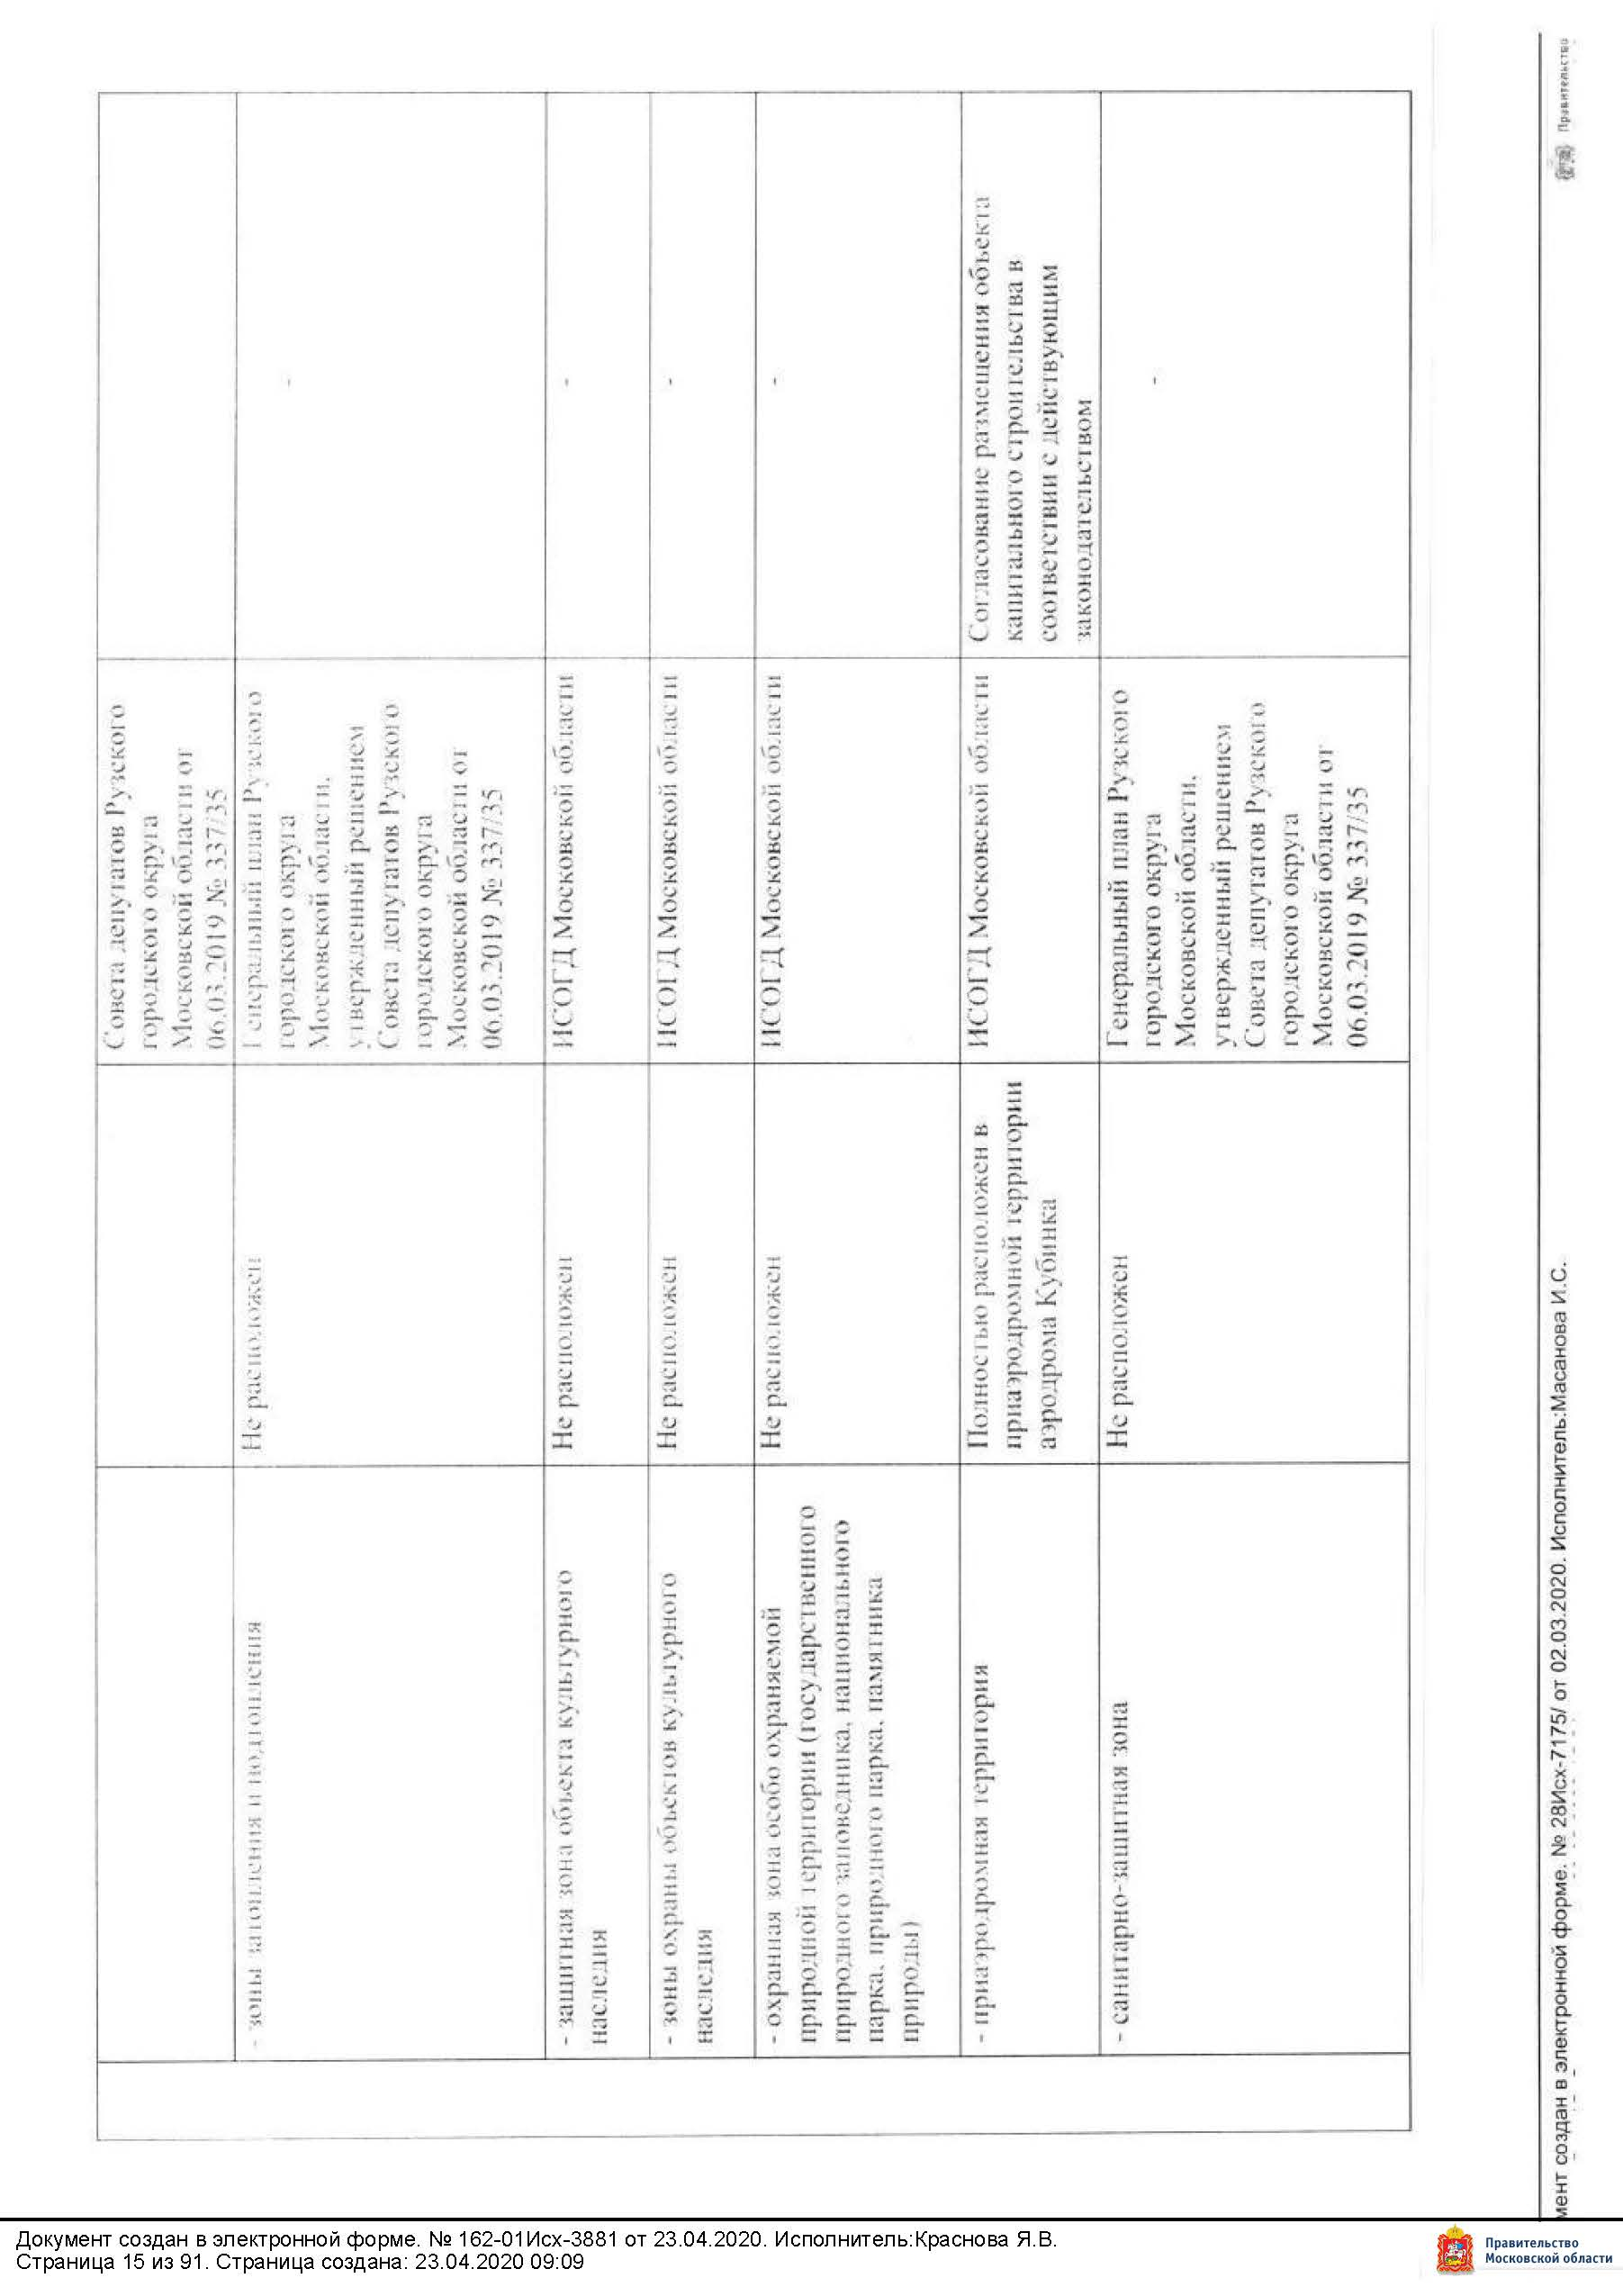 Совета депутатов Рузского
городского округа
Московской области от
06.03.2019 № 337/35
- зоны затопления и подтопления
Не расположен
Генеральный план Рузского
городского округа
Московской области,
утвержденный решением
Совета депутатов Рузского
городского округа
Московской области от
06.03.2019 № 337/35
-
- защитная зона объекта культурного
наследия
Не расположен
ИСОГД Московской области
-
- зоны охраны объектов культурного
наследия
Не расположен
ИСОГД Московской области
-
- охранная зона особо охраняемой
природной территории (государственного
природного заповедника, национального
парка, природного парка, памятника
природы)
Не расположен
ИСОГД Московской области
-
- приаэродромная территория
Полностью расположен в
приаэродромной территории
аэродрома Кубинка
ИСОГД Московской области
Согласование размещения объекта
капитального строительства в
соответствии с действующим
законодательством
- санитарно-защитная зона
Не расположен
Генеральный план Рузского
городского округа
Московской области,
утвержденный решением
Совета депутатов Рузского
городского округа
Московской области от
06.03.2019 № 337/35
-
мент создан в электронной форме. № 28Исх-7175/ от 02.03.2020. Исполнитель:Масанова И.С.
Правительство
Документ создан в электронной форме. № 162-01Исх-3881 от 23.04.2020. Исполнитель:Краснова Я.В.
Страница 15 из 91. Страница создана: 23.04.2020 09:09
Правительство
Московской области